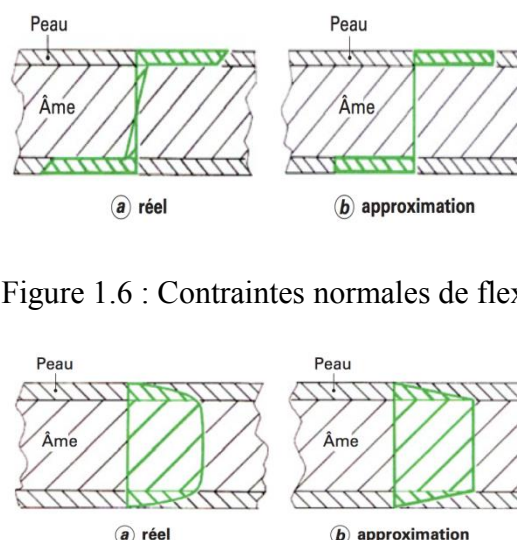 Peau Peau
Âme Âme
a réel b approximation
Figure 1.6 : Contraintes normales de flex
Peau Peau
Âme Âme
a réel b approximation